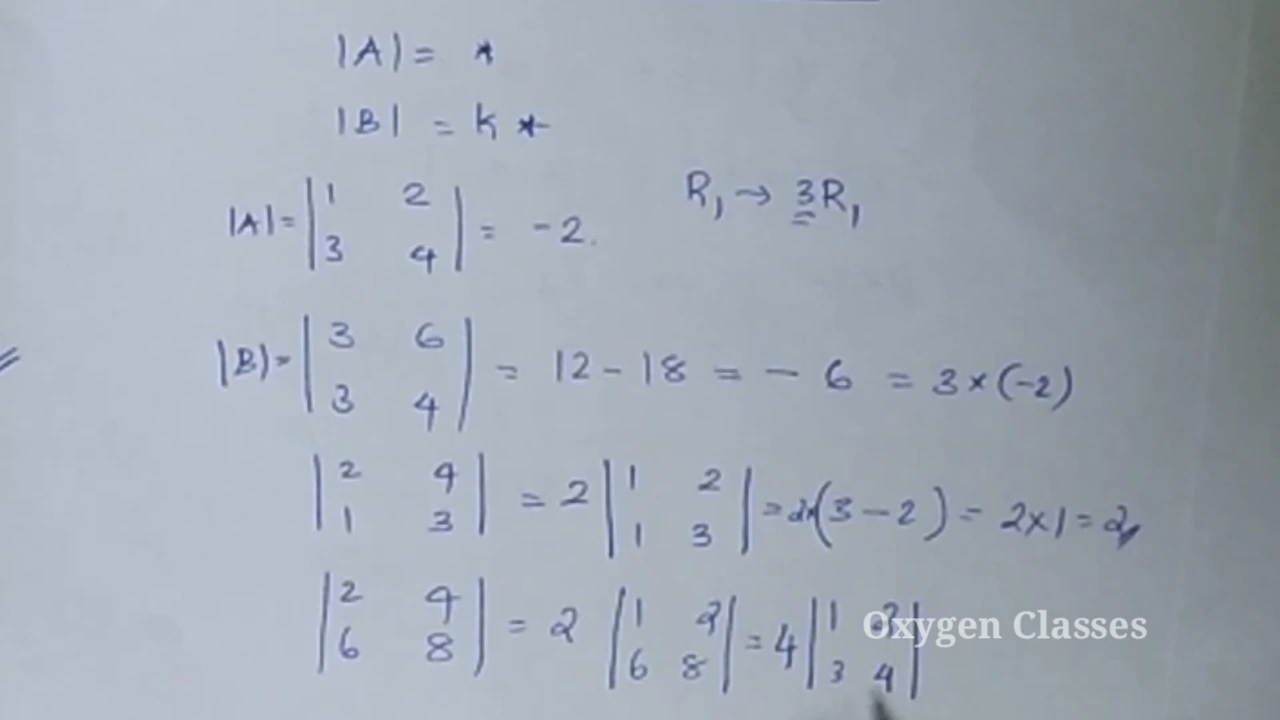 |A| = *
|B| = k *
|A| = | 1 2 | = -2.
| 3 4 |
R₁ → 3R₁
|B| = | 3 6 | = 12 - 18 = - 6 = 3 × (-2)
| 3 4 |
| 2 4 | = 2 | 1 2 | = 2×(3 - 2) = 2×1 = 2
| 1 3 | | 1 3 |
| 2 4 | = 2 | 1 2 | = 4 | 1 2 |
| 6 8 | | 6 8 | | 3 4 |
Oxygen Classes